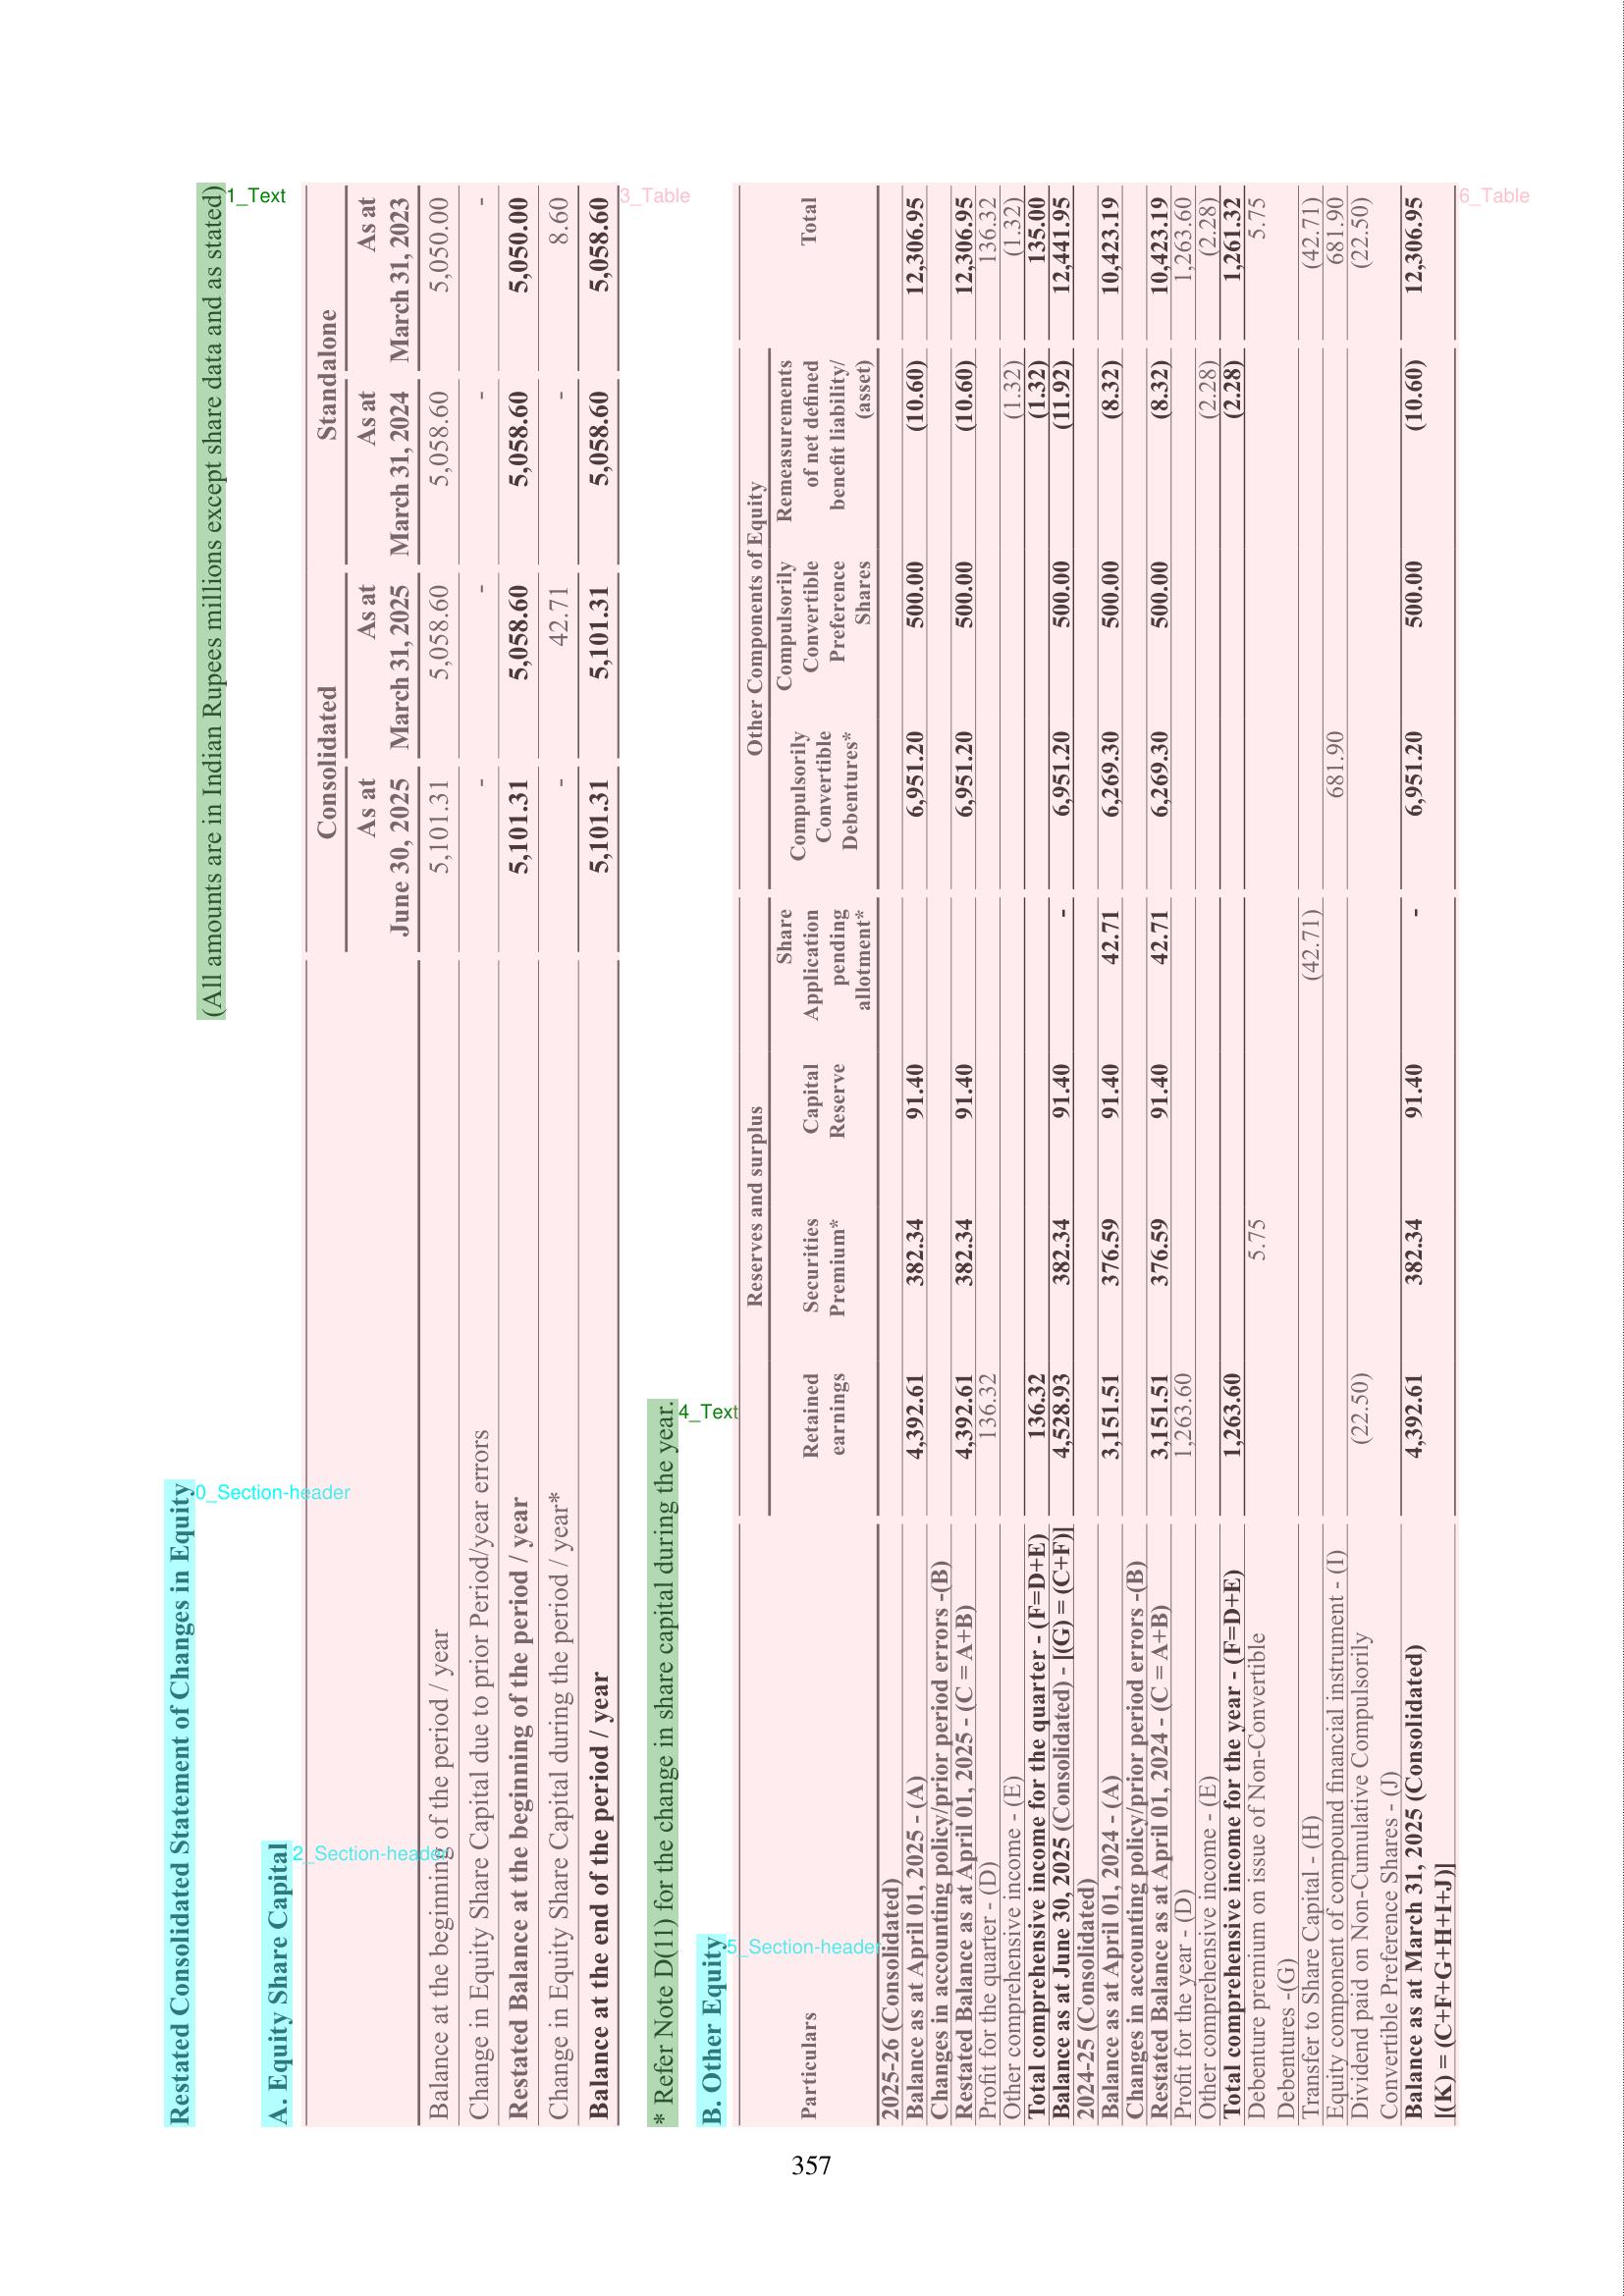 Restated Consolidated Statement of Changes in Equity
0_Section-header
(All amounts are in Indian Rupees millions except share data and as stated)
1_Text
A. Equity Share Capital
2_Section-header
Consolidated Standalone
As at As at As at As at
June 30, 2025 March 31, 2025 March 31, 2024 March 31, 2023
Balance at the beginning of the period / year 5,101.31 5,058.60 5,058.60 5,050.00
Change in Equity Share Capital due to prior Period/year errors - - - -
Restated Balance at the beginning of the period / year 5,101.31 5,058.60 5,058.60 5,050.00
Change in Equity Share Capital during the period / year* - 42.71 - 8.60
Balance at the end of the period / year 5,101.31 5,101.31 5,058.60 5,058.60
3_Table
* Refer Note D(11) for the change in share capital during the year.
4_Text
B. Other Equity
5_Section-header
Reserves and surplus Other Components of Equity
Particulars Retained earnings Securities Premium* Capital Reserve Share Application pending allotment* Compulsorily Convertible Debentures* Compulsorily Convertible Preference Shares Remeasurements of net defined benefit liability/ (asset) Total
2025-26 (Consolidated)
Balance as at April 01, 2025 - (A) 4,392.61 382.34 91.40 6,951.20 500.00 (10.60) 12,306.95
Changes in accounting policy/prior period errors -(B)
Restated Balance as at April 01, 2025 - (C = A+B) 4,392.61 382.34 91.40 6,951.20 500.00 (10.60) 12,306.95
Profit for the quarter - (D) 136.32 136.32
Other comprehensive income - (E) (1.32) (1.32)
Total comprehensive income for the quarter - (F=D+E) 136.32 (1.32) 135.00
Balance as at June 30, 2025 (Consolidated) - [(G) = (C+F)] 4,528.93 382.34 91.40 - 6,951.20 500.00 (11.92) 12,441.95
2024-25 (Consolidated)
Balance as at April 01, 2024 - (A) 3,151.51 376.59 91.40 42.71 6,269.30 500.00 (8.32) 10,423.19
Changes in accounting policy/prior period errors -(B)
Restated Balance as at April 01, 2024 - (C = A+B) 3,151.51 376.59 91.40 42.71 6,269.30 500.00 (8.32) 10,423.19
Profit for the year - (D) 1,263.60 1,263.60
Other comprehensive income - (E) (2.28) (2.28)
Total comprehensive income for the year - (F=D+E) 1,263.60 (2.28) 1,261.32
Debenture premium on issue of Non-Convertible 5.75 5.75
Debentures -(G)
Transfer to Share Capital - (H) (42.71) (42.71)
Equity component of compound financial instrument - (I) 681.90 681.90
Dividend paid on Non-Cumulative Compulsorily (22.50) (22.50)
Convertible Preference Shares - (J)
Balance as at March 31, 2025 (Consolidated) 4,392.61 382.34 91.40 - 6,951.20 500.00 (10.60) 12,306.95
[(K) = (C+F+G+H+I+J)]
6_Table
357